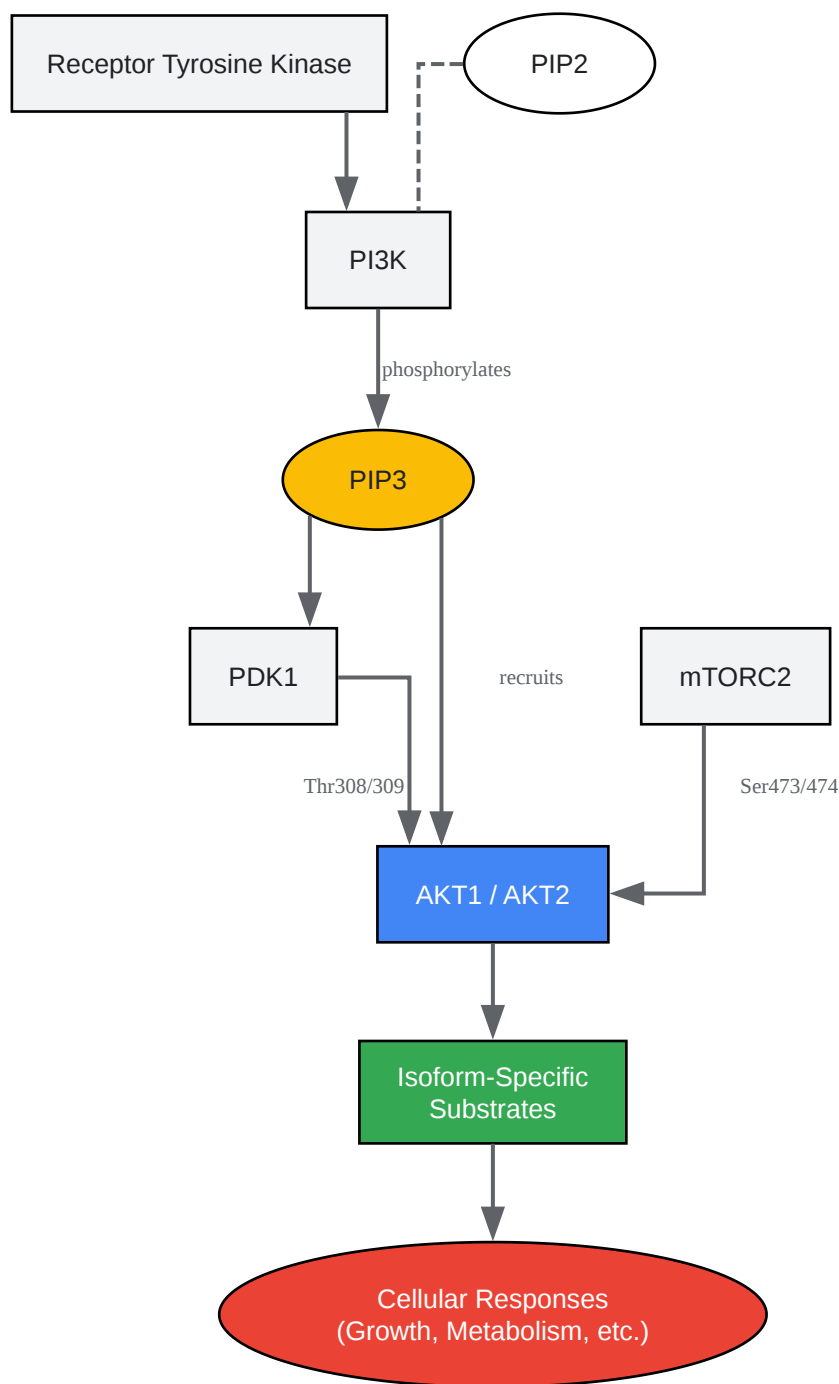 Receptor Tyrosine Kinase
PIP2
PI3K
phosphorylates
PIP3
PDK1
recruits
mTORC2
Thr308/309
Ser473/474
AKT1 / AKT2
Isoform-Specific
Substrates
Cellular Responses
(Growth, Metabolism, etc.)